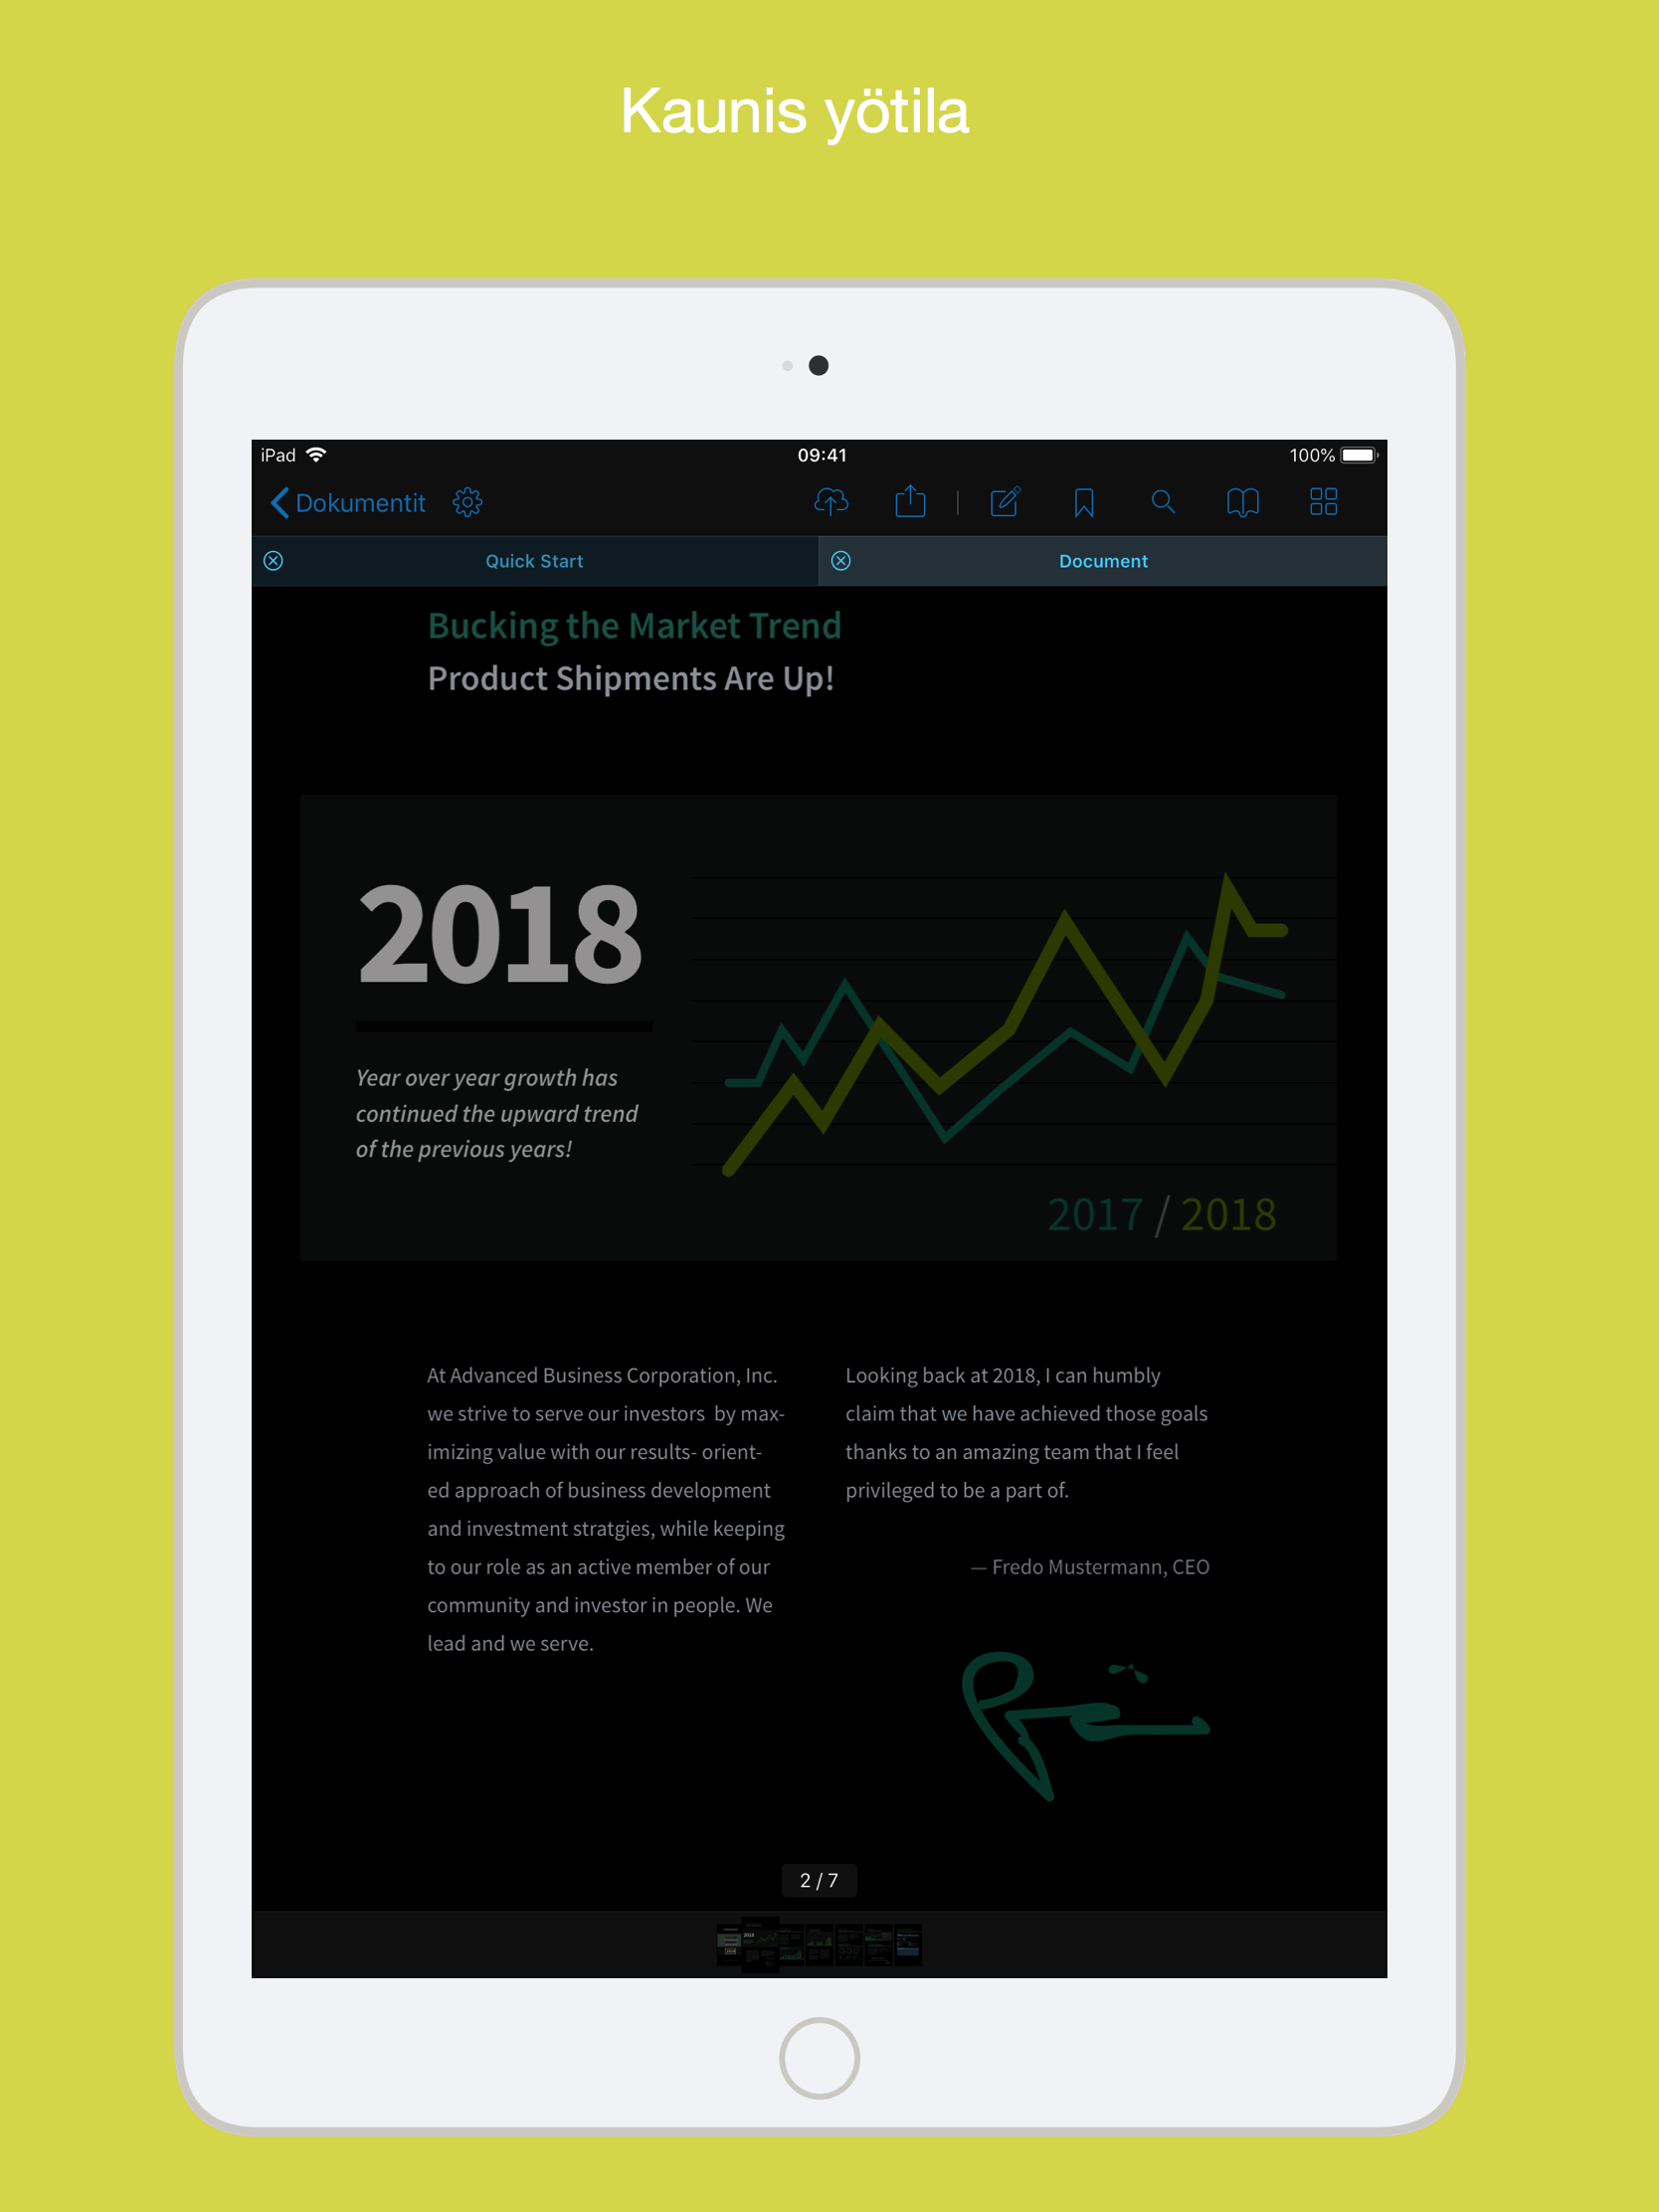 Kaunis yötila
iPad 09:41 100%
Dokumentit
Quick Start Document
Bucking the Market Trend
Product Shipments Are Up!
2018
Year over year growth has
continued the upward trend
of the previous years!
2017 / 2018
At Advanced Business Corporation, Inc.
we strive to serve our investors by max-
imizing value with our results- orient-
ed approach of business development
and investment stratgies, while keeping
to our role as an active member of our
community and investor in people. We
lead and we serve.
Looking back at 2018, I can humbly
claim that we have achieved those goals
thanks to an amazing team that I feel
privileged to be a part of.
— Fredo Mustermann, CEO
2 / 7